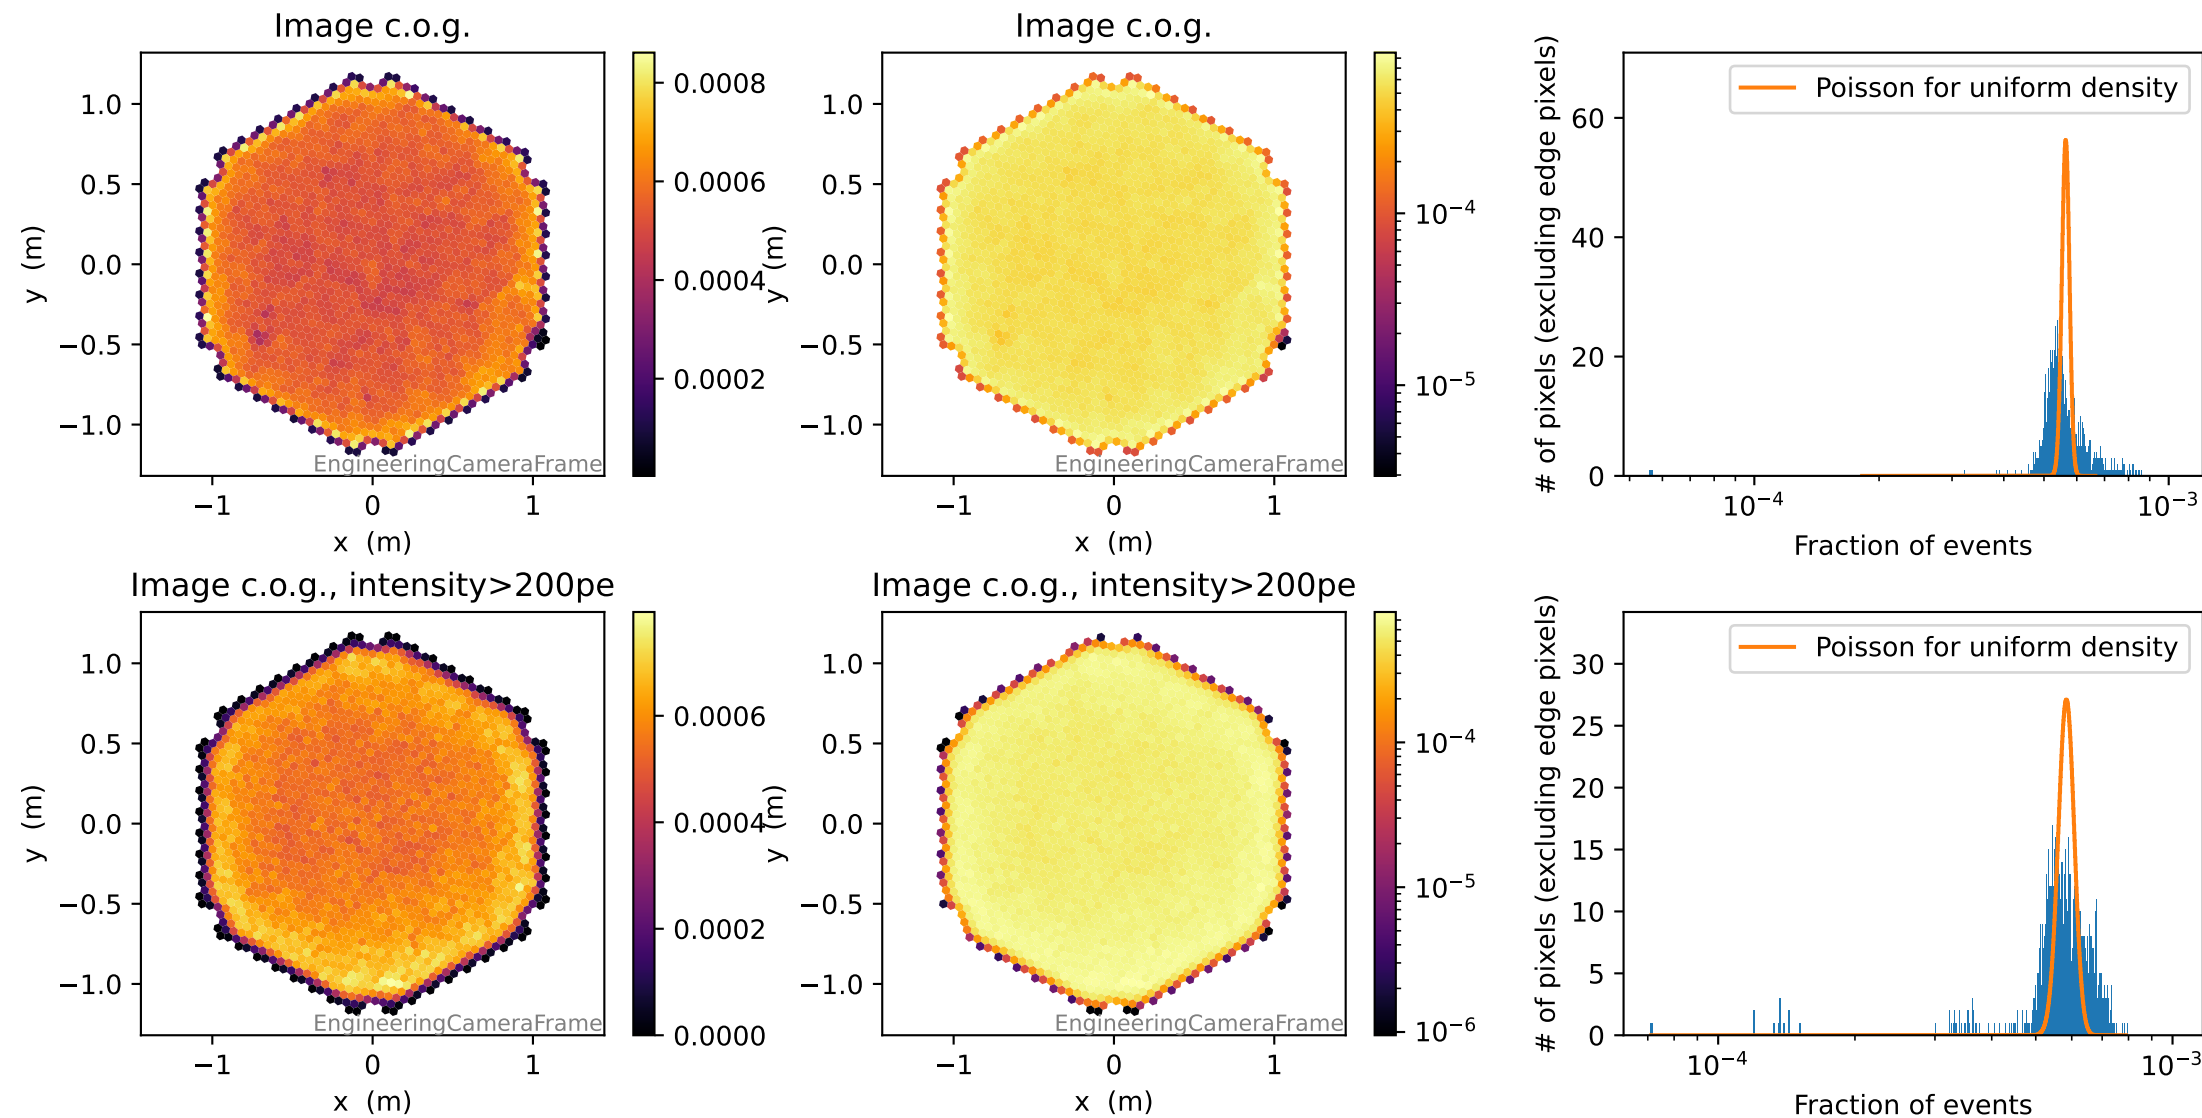 Image c.o.g.
y (m)
1.0
0.5
0.0
−0.5
−1.0
−1
0
1
x (m)
EngineeringCameraFrame
0.0008
0.0006
0.0004
0.0002
Image c.o.g.
y (m)
1.0
0.5
0.0
−0.5
−1.0
−1
0
1
x (m)
EngineeringCameraFrame
10−4
10−5
# of pixels (excluding edge pixels)
60
40
20
0
Poisson for uniform density
10−4
10−3
Fraction of events
Image c.o.g., intensity>200pe
y (m)
1.0
0.5
0.0
−0.5
−1.0
−1
0
1
x (m)
EngineeringCameraFrame
0.0006
0.0004
0.0002
0.0000
Image c.o.g., intensity>200pe
y (m)
1.0
0.5
0.0
−0.5
−1.0
−1
0
1
x (m)
EngineeringCameraFrame
10−4
10−5
10−6
# of pixels (excluding edge pixels)
30
25
20
15
10
5
0
Poisson for uniform density
10−4
10−3
Fraction of events